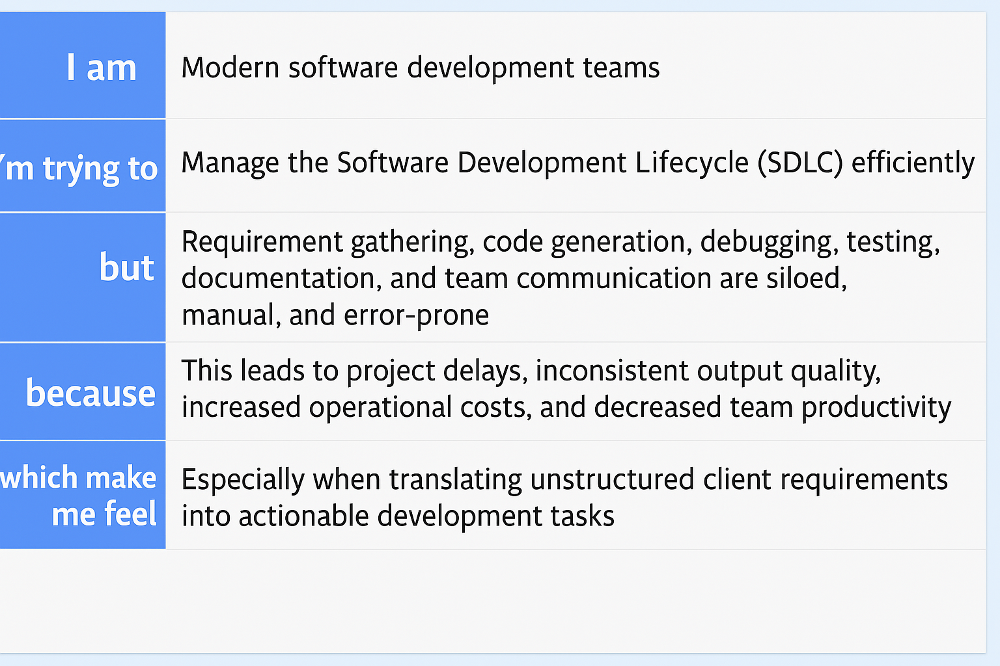 I am
Modern software development teams
'm trying to
Manage the Software Development Lifecycle (SDLC) efficiently
but
Requirement gathering, code generation, debugging, testing,
documentation, and team communication are siloed,
manual, and error-prone
because
This leads to project delays, inconsistent output quality,
increased operational costs, and decreased team productivity
which make
me feel
Especially when translating unstructured client requirements
into actionable development tasks